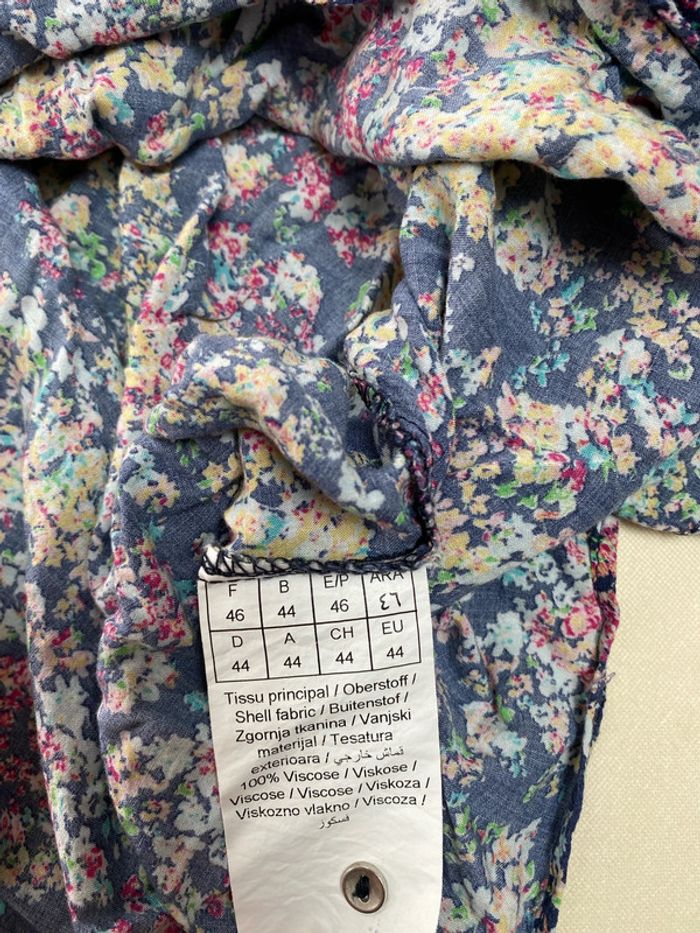 F B E/P ARA
46 44 46 ٤٦
D A CH EU
44 44 44 44
Tissu principal / Oberstoff /
Shell fabric / Buitenstof /
Zgornja tkanina / Vanjski
materijal / Tesatura
exterioara / قماش خارجي /
100% Viscose / Viskose /
Viscose / Viscose / Viskoza /
Viskozno vlakno / Viscoza /
فسكوز